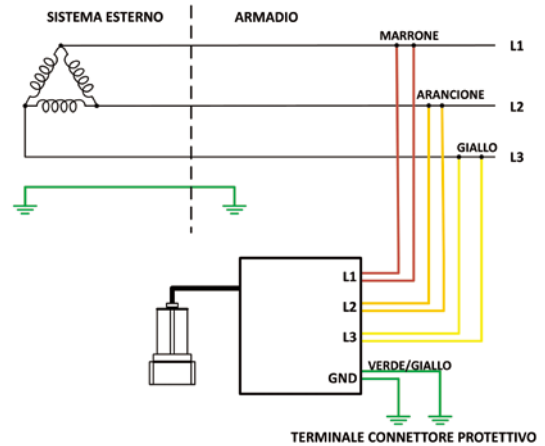 SISTEMA ESTERNO
ARMADIO
MARRONE
L1
ARANCIONE
L2
GIALLO
L3
L1
L2
L3
VERDE/GIALLO
GND
TERMINALE CONNETTORE PROTETTIVO